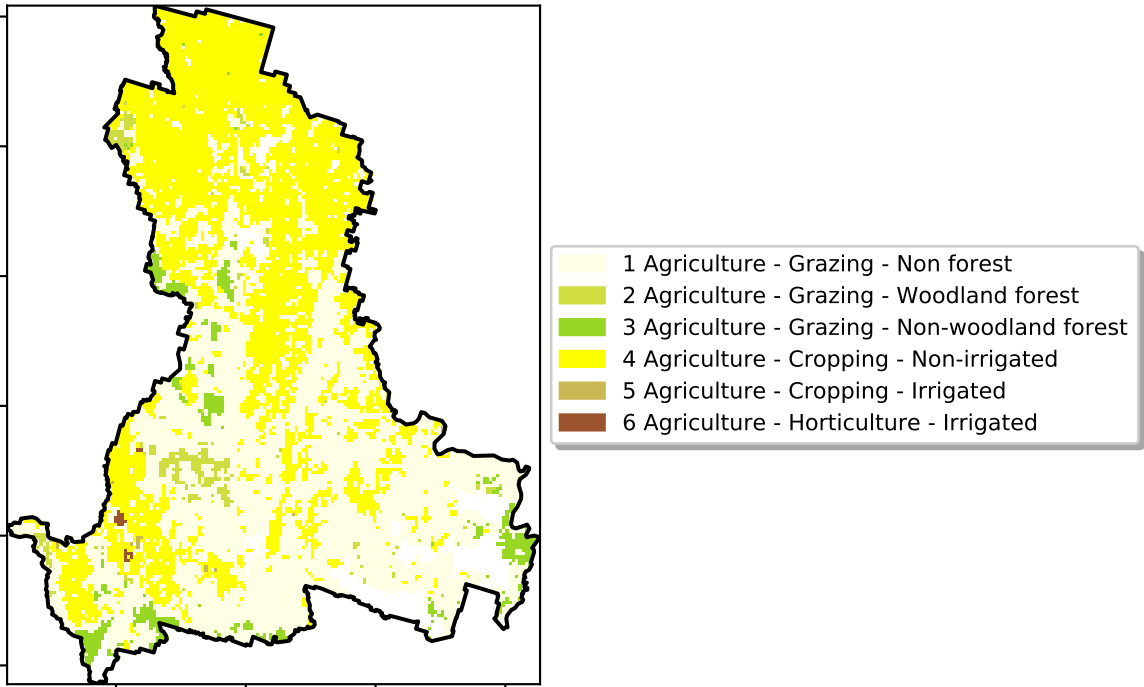 1 Agriculture - Grazing - Non forest
2 Agriculture - Grazing - Woodland forest
3 Agriculture - Grazing - Non-woodland forest
4 Agriculture - Cropping - Non-irrigated
5 Agriculture - Cropping - Irrigated
6 Agriculture - Horticulture - Irrigated